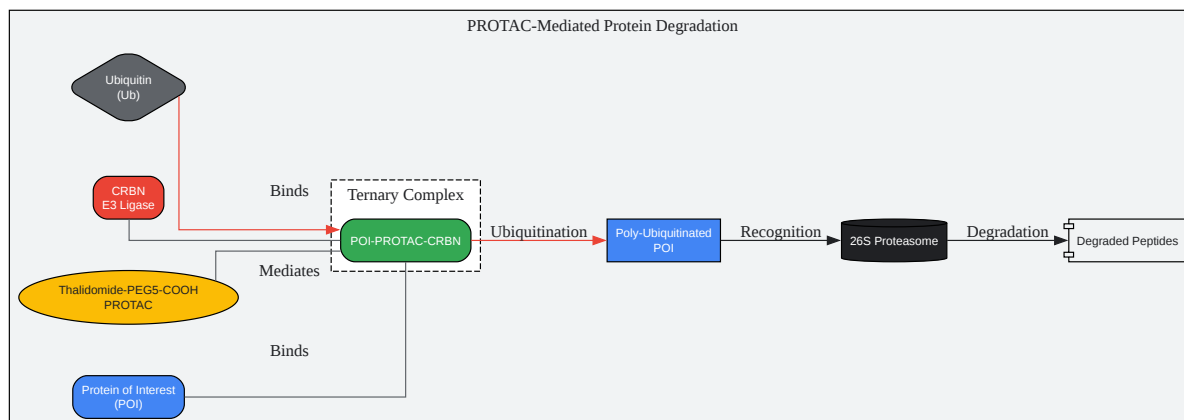 PROTAC-Mediated Protein Degradation
Ubiquitin
(Ub)
CRBN
E3 Ligase
Binds
Ternary Complex
POI-PROTAC-CRBN
Ubiquitination
Poly-Ubiquitinated
POI
Recognition
26S Proteasome
Degradation
Degraded Peptides
Mediates
Thalidomide-PEG5-COOH
PROTAC
Binds
Protein of Interest
(POI)